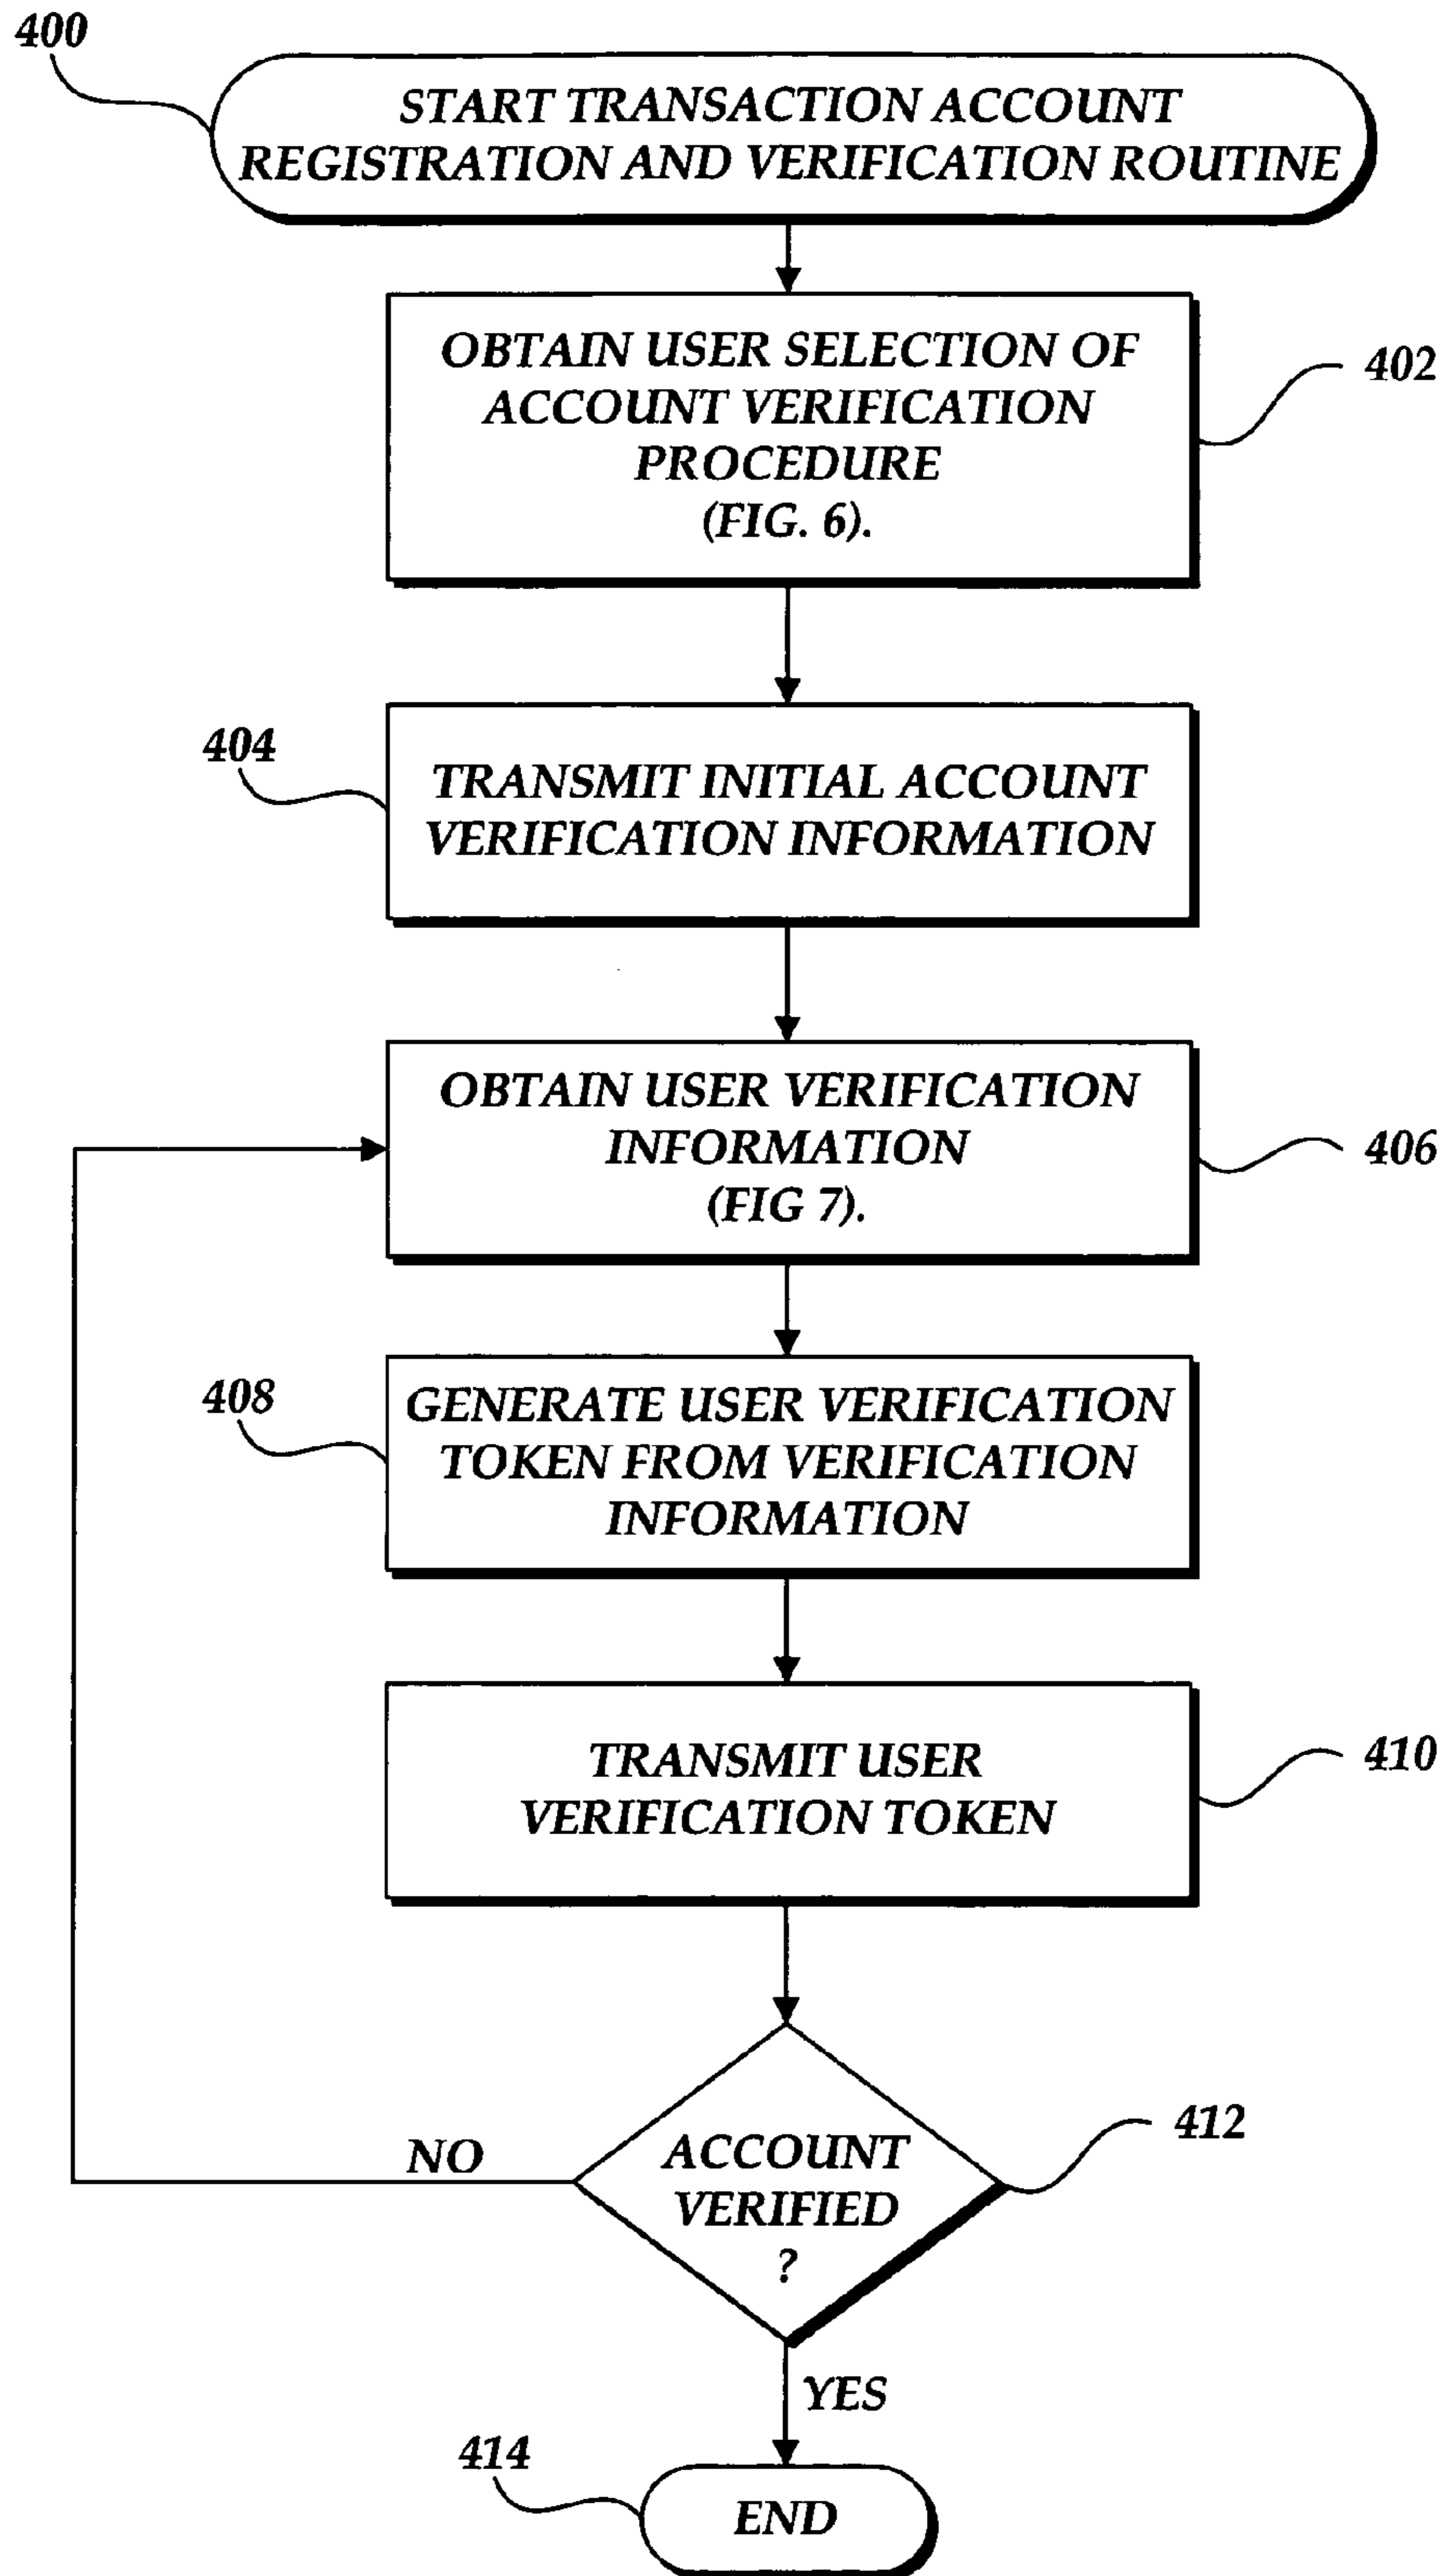 400
START TRANSACTION ACCOUNT
REGISTRATION AND VERIFICATION ROUTINE
OBTAIN USER SELECTION OF
ACCOUNT VERIFICATION
PROCEDURE
(FIG. 6).
402
404
TRANSMIT INITIAL ACCOUNT
VERIFICATION INFORMATION
OBTAIN USER VERIFICATION
INFORMATION
(FIG 7).
406
408
GENERATE USER VERIFICATION
TOKEN FROM VERIFICATION
INFORMATION
TRANSMIT USER
VERIFICATION TOKEN
410
NO
ACCOUNT
VERIFIED
?
412
YES
414
END